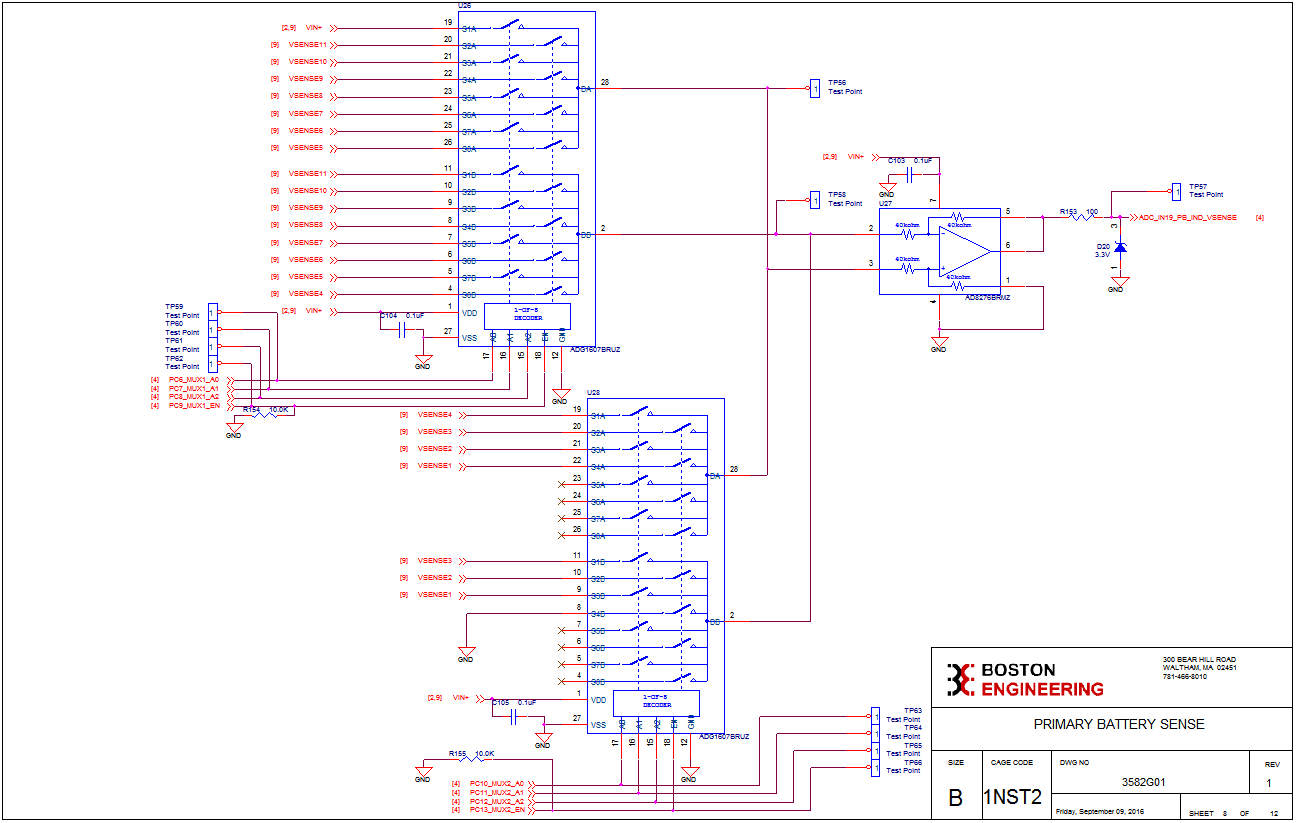 U26
[2,9] VIN+ 19 S1A
[9] VSENSE11 20 S2A
[9] VSENSE10 21 S3A
[9] VSENSE9 22 S4A
[9] VSENSE8 23 S5A
[9] VSENSE7 24 S6A
[9] VSENSE6 25 S7A
[9] VSENSE5 26 S8A
DA 28
[9] VSENSE11 11 S1B
[9] VSENSE10 10 S2B
[9] VSENSE9 9 S3B
[9] VSENSE8 8 S4B
[9] VSENSE7 7 S5B
[9] VSENSE6 6 S6B
[9] VSENSE5 5 S7B
[9] VSENSE4 4 S8B
DB 2
[2,9] VIN+ 1 VDD
C104 0.1uF
27 VSS
GND
1-OF-8
DECODER
A0 A1 A2 EN GND
17 16 15 18 12
ADG1607BRUZ
GND
TP56
1 Test Point
TP58
1 Test Point
[2,9] VIN+
C103 0.1uF
GND
U27
7
2 40kohm 40kohm 5
6
3 40kohm 40kohm 1
4
AD8276BRMZ
GND
R153 100
TP57
1 Test Point
ADC_IN19_PB_IND_VSENSE [4]
3
D20
3.3V
1
GND
TP59
Test Point 1
TP60
Test Point 1
TP61
Test Point 1
TP62
Test Point 1
[4] PC6_MUX1_A0
[4] PC7_MUX1_A1
[4] PC8_MUX1_A2
[4] PC9_MUX1_EN
R154 10.0K
GND
U28
[9] VSENSE4 19 S1A
[9] VSENSE3 20 S2A
[9] VSENSE2 21 S3A
[9] VSENSE1 22 S4A
23 S5A
24 S6A
25 S7A
26 S8A
DA 28
[9] VSENSE3 11 S1B
[9] VSENSE2 10 S2B
[9] VSENSE1 9 S3B
8 S4B
7 S5B
6 S6B
5 S7B
4 S8B
DB 2
GND
[2,9] VIN+ 1 VDD
C105 0.1uF
27 VSS
GND
1-OF-8
DECODER
A0 A1 A2 EN GND
17 16 15 18 12
ADG1607BRUZ
GND
R155 10.0K
GND
[4] PC10_MUX2_A0
[4] PC11_MUX2_A1
[4] PC12_MUX2_A2
[4] PC13_MUX2_EN
TP63
1 Test Point
TP64
1 Test Point
TP65
1 Test Point
TP66
1 Test Point
BOSTON
ENGINEERING
300 BEAR HILL ROAD
WALTHAM, MA 02451
781-466-8010
PRIMARY BATTERY SENSE
SIZE
B
CAGE CODE
1NST2
DWG NO
3582G01
REV
1
Friday, September 09, 2016
SHEET 8 OF 12